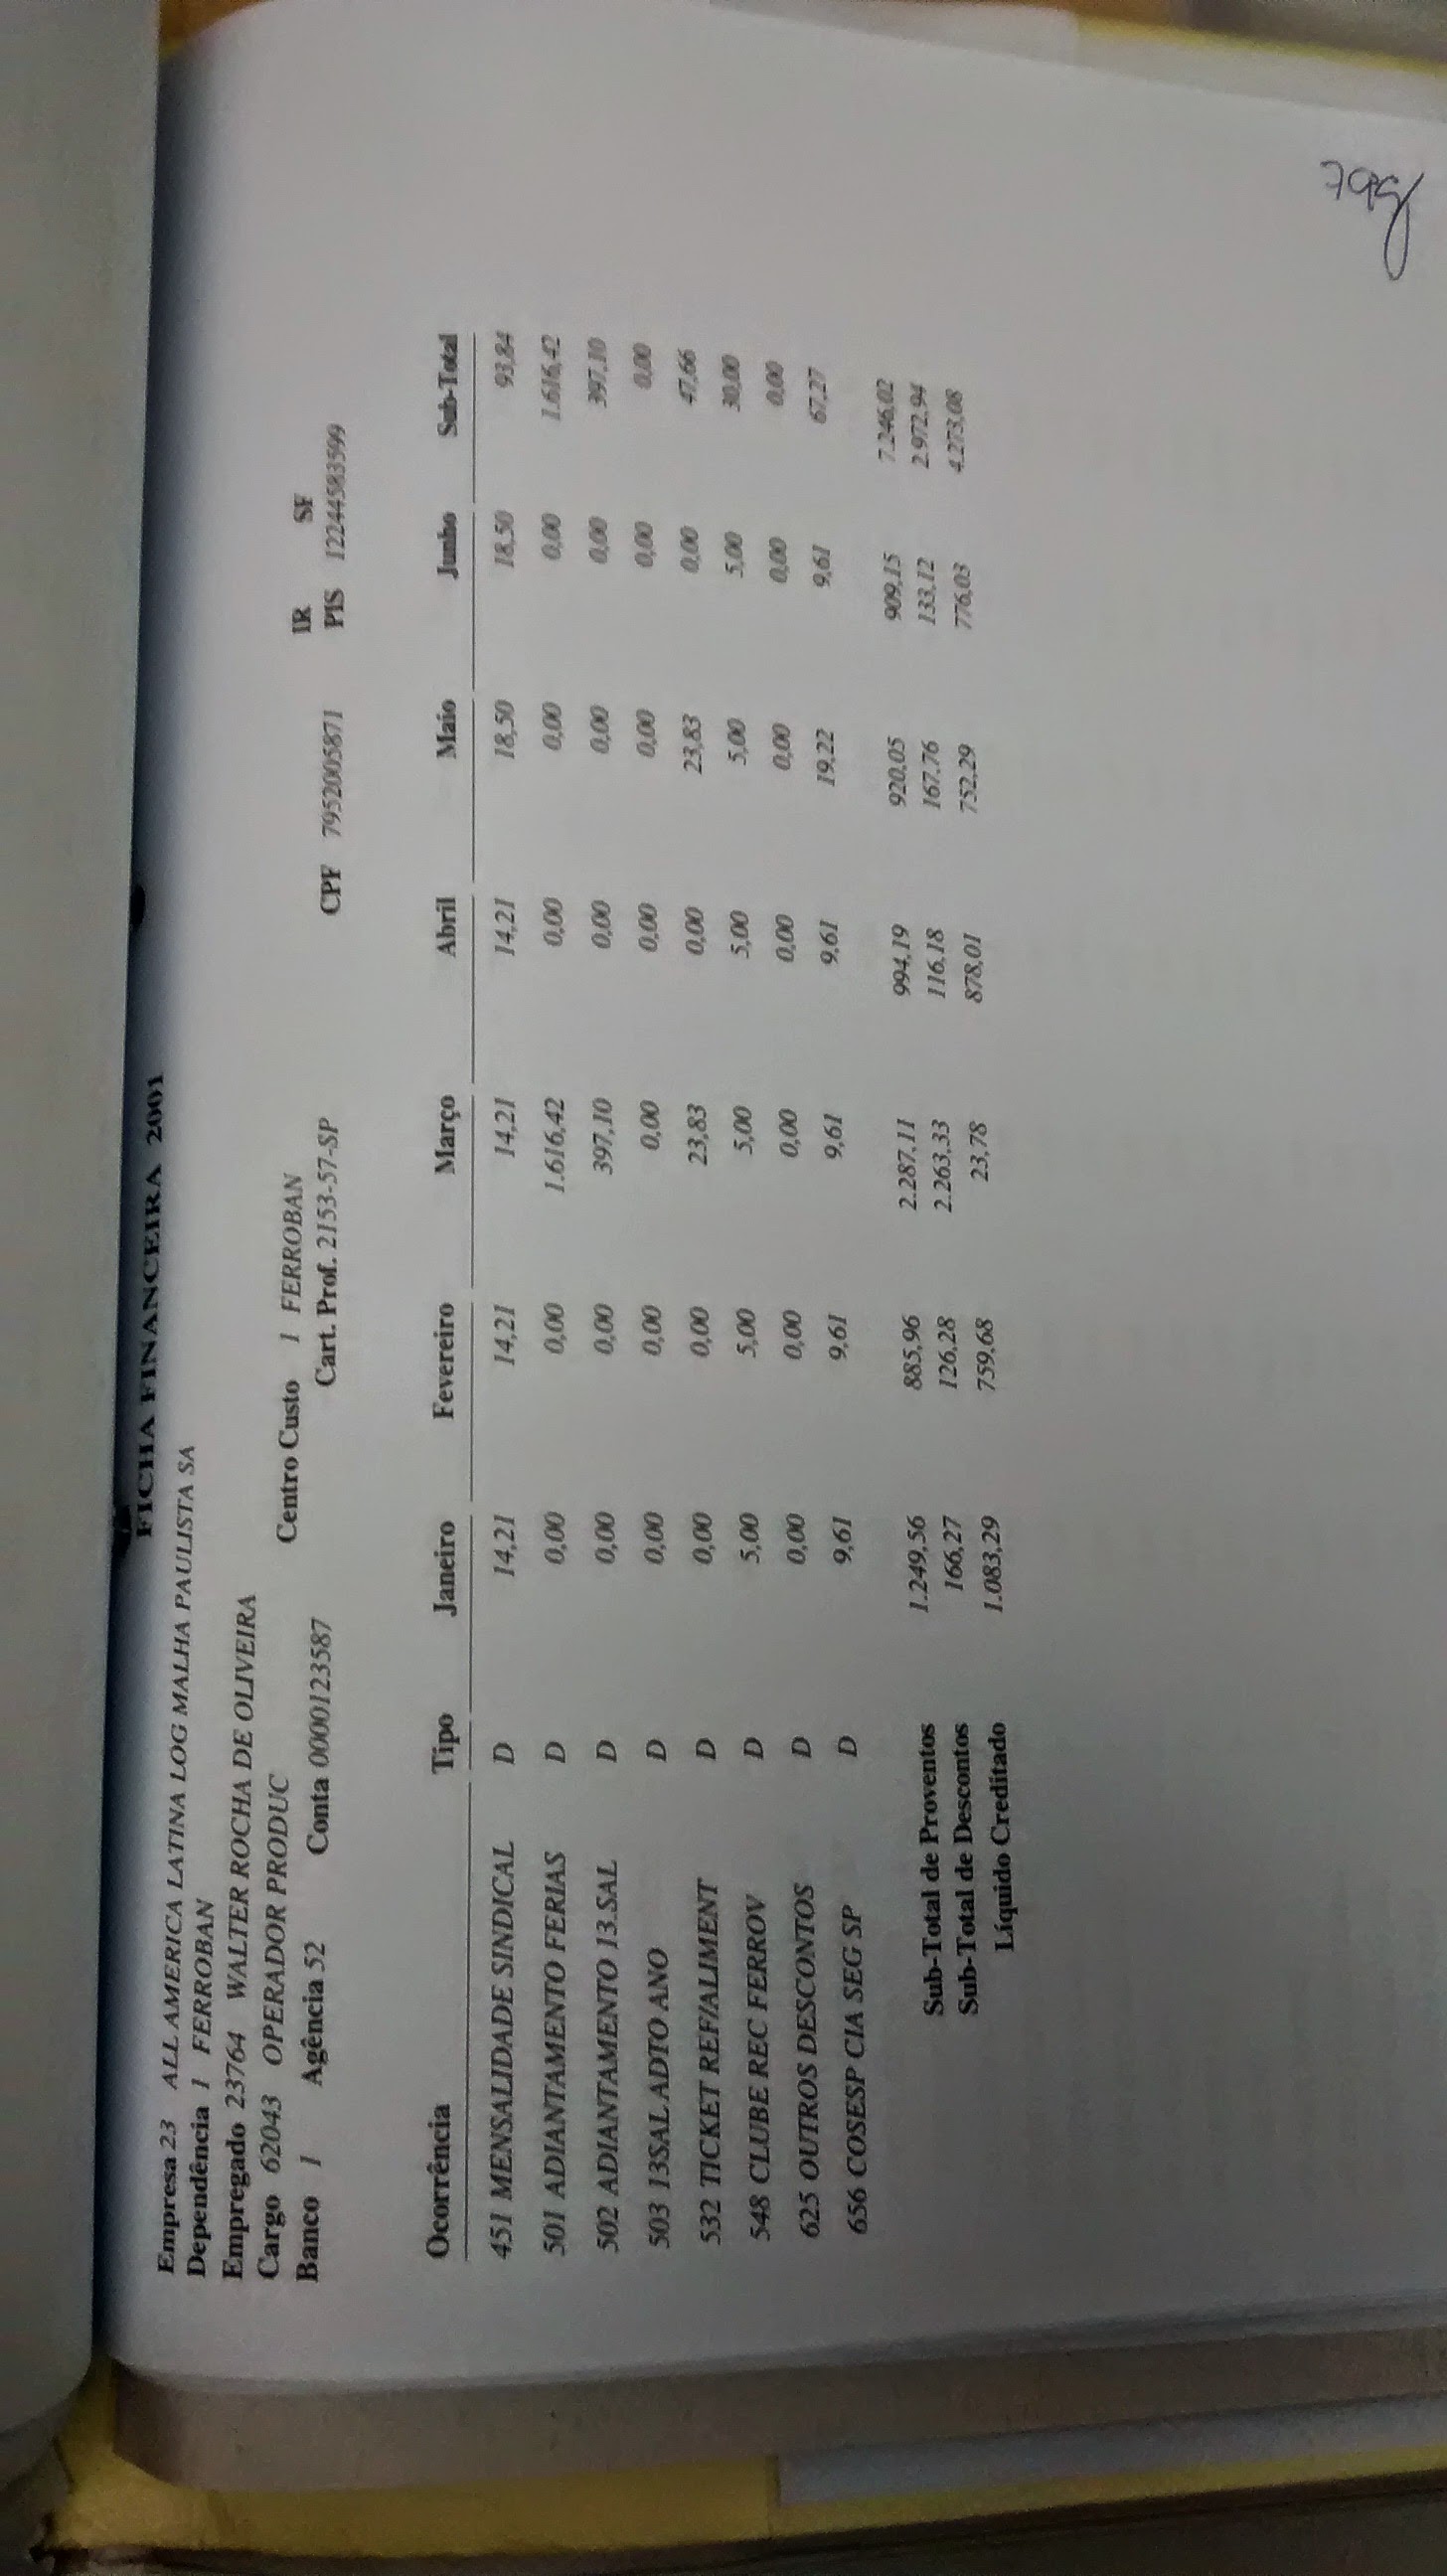 FICHA FINANCEIRA 2001
Empresa 23 ALL AMERICA LATINA LOG MALHA PAULISTA SA
Dependência 1 FERROBAN
Empregado 23764 WALTER ROCHA DE OLIVEIRA
Cargo 62043 OPERADOR PRODUC Centro Custo 1 FERROBAN IR SF
Banco 1 Agência 52 Conta 0000123587 Cart. Prof. 2153-57-SP CPF 7952005871 PIS 12244583599
Ocorrência Tipo Janeiro Fevereiro Março Abril Maio Junho Sub-Total
451 MENSALIDADE SINDICAL D 14,21 14,21 14,21 14,21 18,50 18,50 93,84
501 ADIANTAMENTO FERIAS D 0,00 0,00 1.616,42 0,00 0,00 0,00 1.616,42
502 ADIANTAMENTO 13.SAL D 0,00 0,00 397,10 0,00 0,00 0,00 397,10
503 13SAL.ADTO ANO D 0,00 0,00 0,00 0,00 0,00 0,00 0,00
532 TICKET REF/ALIMENT D 0,00 0,00 23,83 0,00 23,83 0,00 47,66
548 CLUBE REC FERROV D 5,00 5,00 5,00 5,00 5,00 5,00 30,00
625 OUTROS DESCONTOS D 0,00 0,00 0,00 0,00 0,00 0,00 0,00
656 COSESP CIA SEG SP D 9,61 9,61 9,61 9,61 19,22 9,61 67,27
Sub-Total de Proventos 1.249,56 885,96 2.287,11 994,19 920,05 909,15 7.246,02
Sub-Total de Descontos 166,27 126,28 2.263,33 116,18 167,76 133,12 2.972,94
Líquido Creditado 1.083,29 759,68 23,78 878,01 752,29 776,03 4.273,08